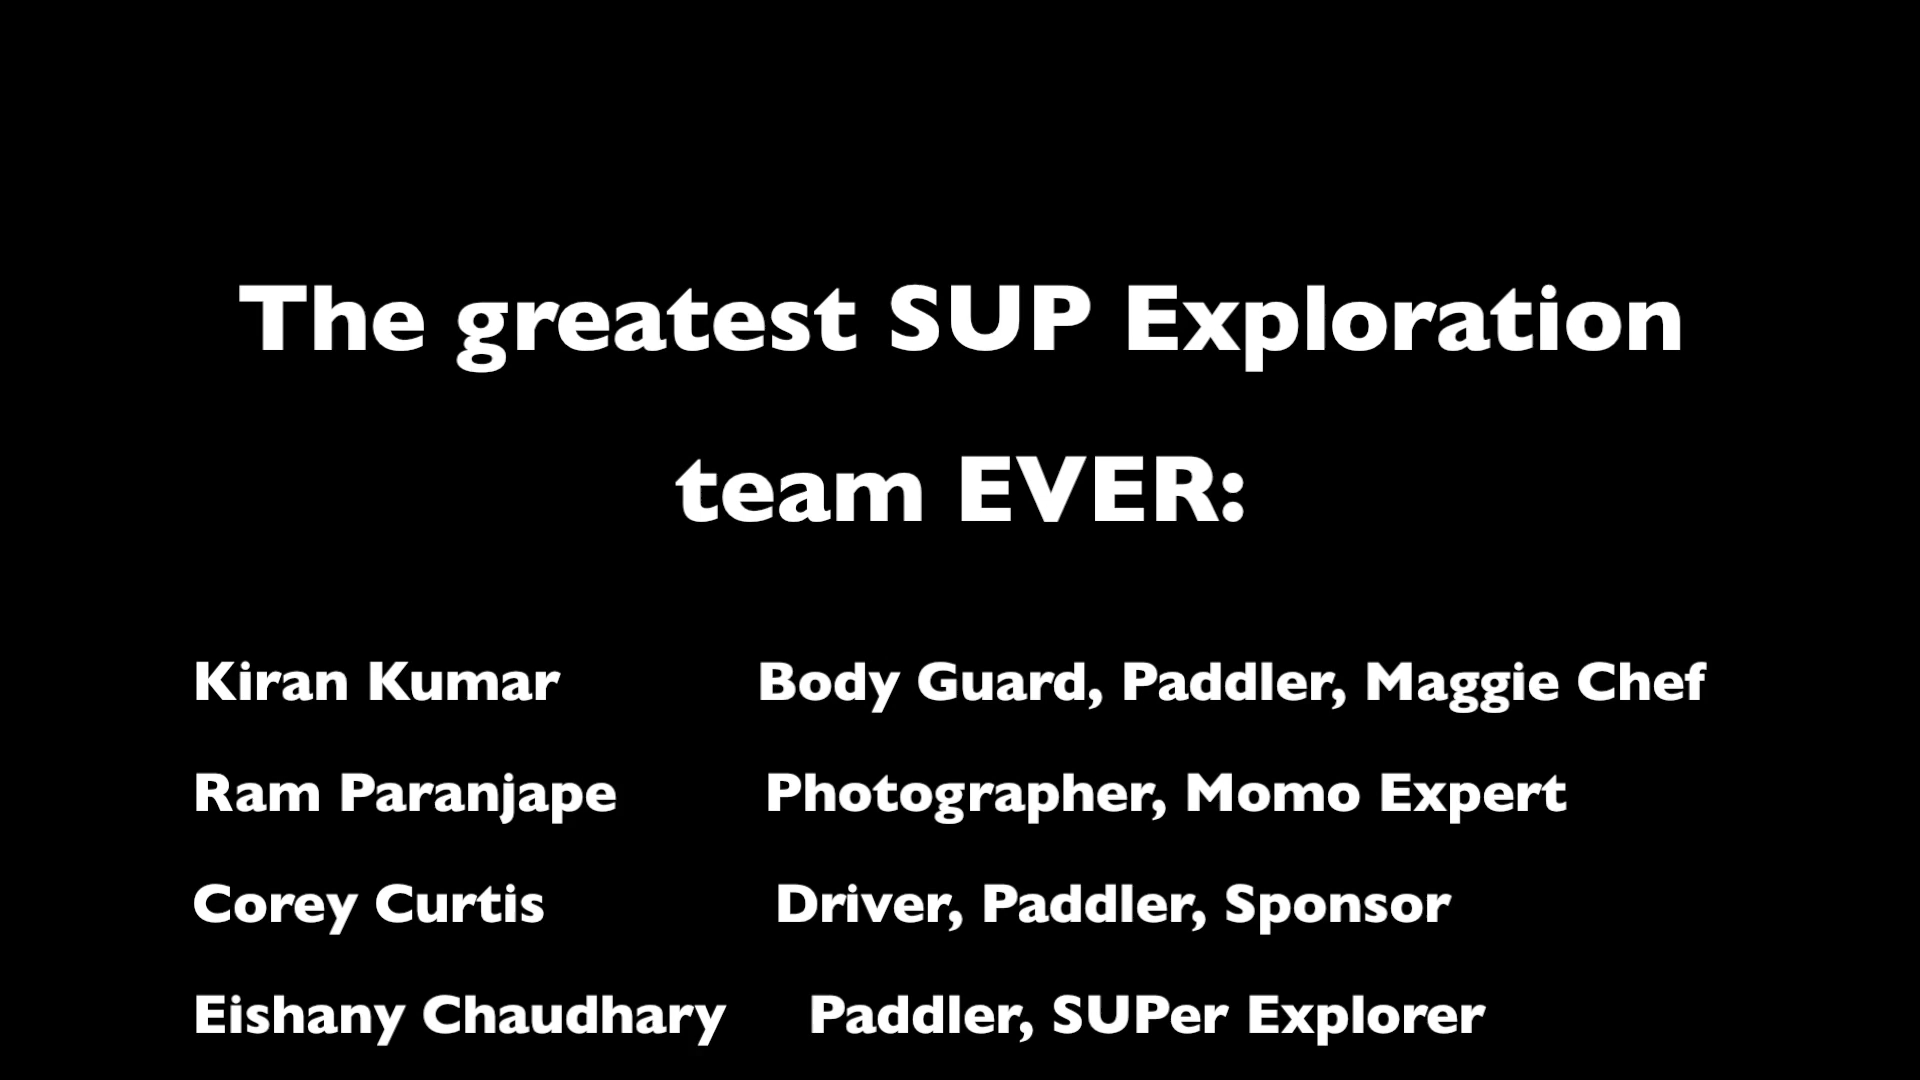 The greatest SUP Exploration
team EVER:
Kiran Kumar Body Guard, Paddler, Maggie Chef
Ram Paranjape Photographer, Momo Expert
Corey Curtis Driver, Paddler, Sponsor
Eishany Chaudhary Paddler, SUPer Explorer